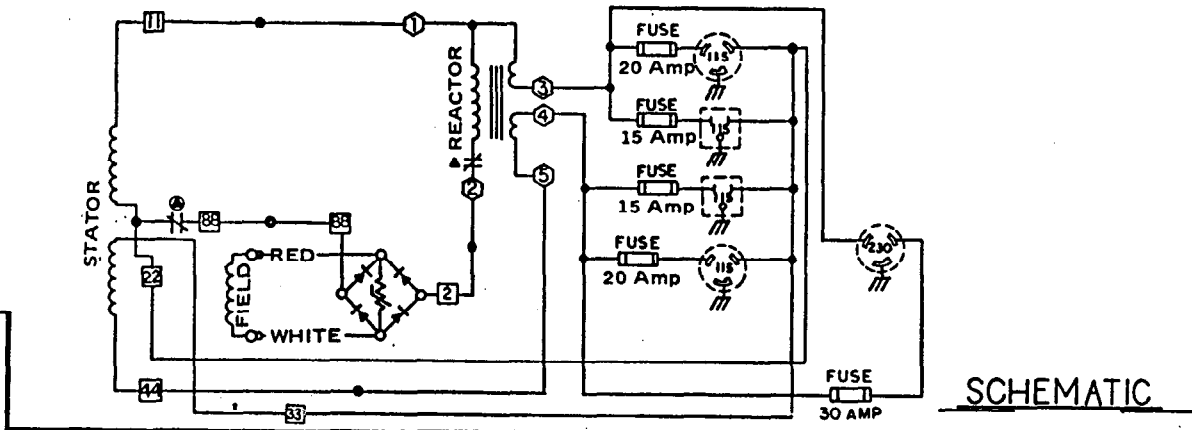 11
1
FUSE
20 Amp
115
3
REACTOR
4
FUSE
15 Amp
115
2
5
FUSE
15 Amp
115
STATOR
A
89
88
230
FUSE
20 Amp
115
RED
22
FIELD
2
WHITE
44
FUSE
30 AMP
33
SCHEMATIC